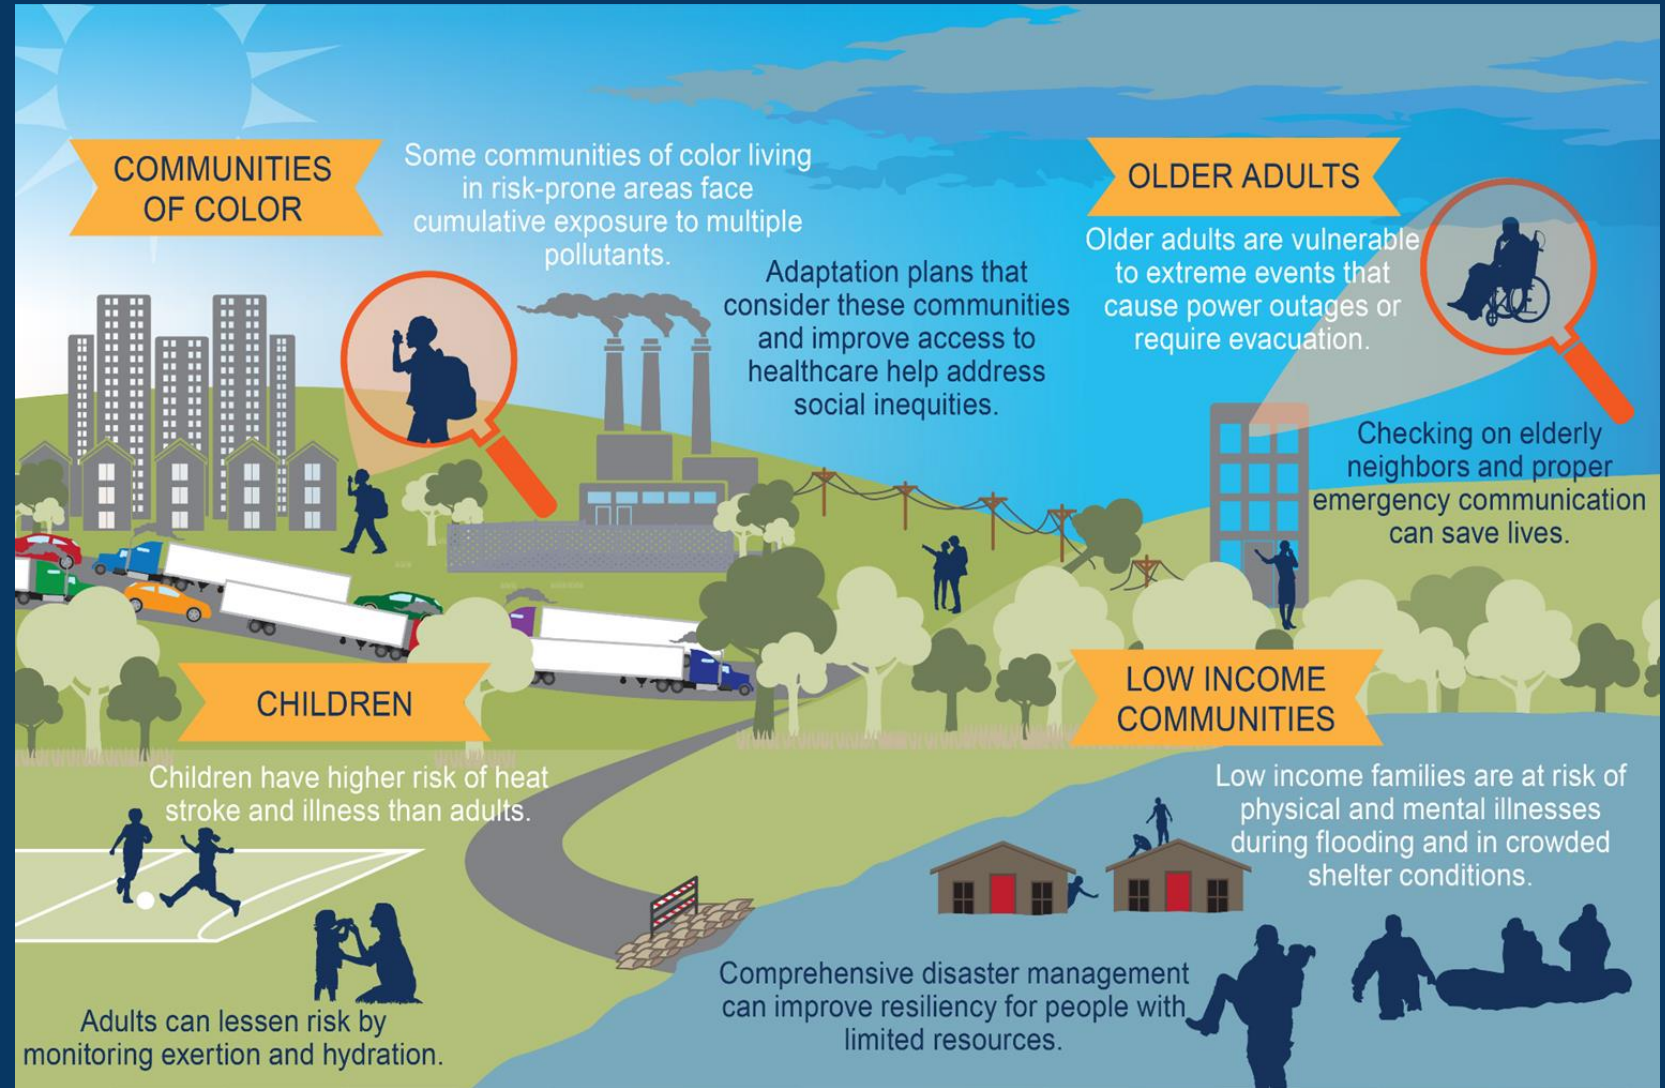 COMMUNITIES
OF COLOR
Some communities of color living
in risk-prone areas face
cumulative exposure to multiple
pollutants.
Adaptation plans that
consider these communities
and improve access to
healthcare help address
social inequities.
OLDER ADULTS
Older adults are vulnerable
to extreme events that
cause power outages or
require evacuation.
Checking on elderly
neighbors and proper
emergency communication
can save lives.
CHILDREN
Children have higher risk of heat
stroke and illness than adults.
Adults can lessen risk by
monitoring exertion and hydration.
LOW INCOME
COMMUNITIES
Low income families are at risk of
physical and mental illnesses
during flooding and in crowded
shelter conditions.
Comprehensive disaster management
can improve resiliency for people with
limited resources.